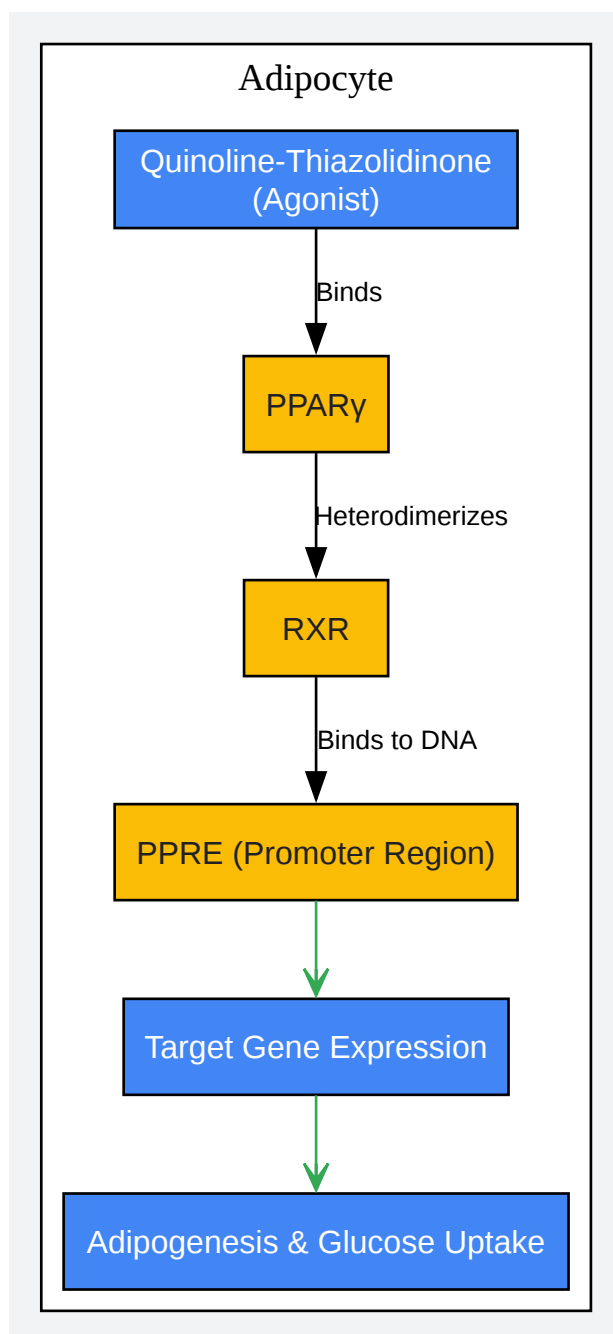 Adipocyte
Quinoline-Thiazolidinone
(Agonist)
Binds
PPARγ
Heterodimerizes
RXR
Binds to DNA
PPRE (Promoter Region)
Target Gene Expression
Adipogenesis & Glucose Uptake